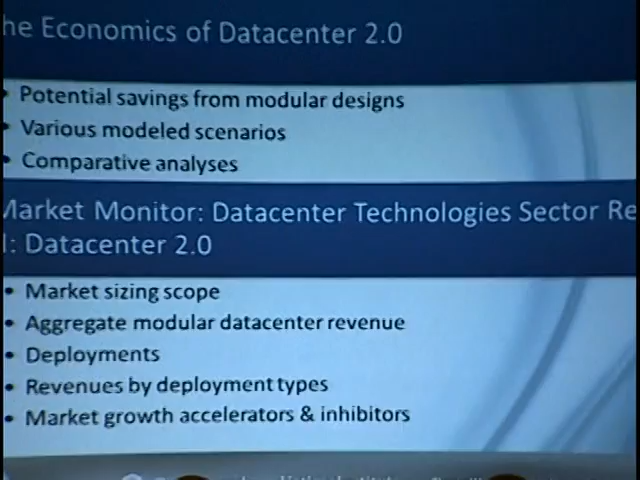 he Economics of Datacenter 2.0
• Potential savings from modular designs
• Various modeled scenarios
• Comparative analyses
Market Monitor: Datacenter Technologies Sector Re
l: Datacenter 2.0
• Market sizing scope
• Aggregate modular datacenter revenue
• Deployments
• Revenues by deployment types
• Market growth accelerators & inhibitors